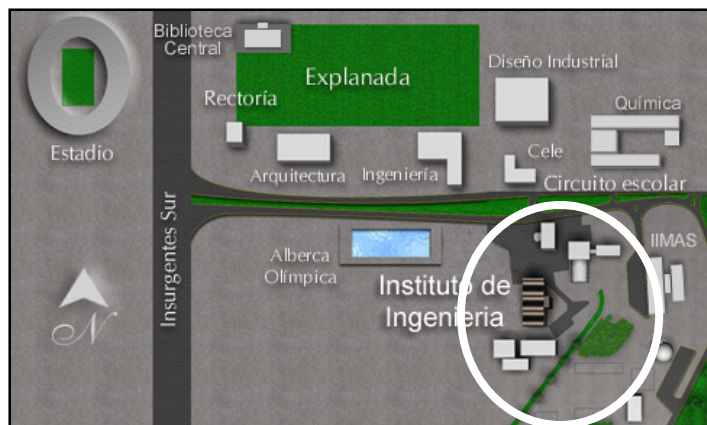 Biblioteca
Central
Explanada
Diseño Industrial
Rectoría
Química
Estadio
Arquitectura
Ingeniería
Cele
Circuito escolar
Insurgentes Sur
Alberca
Olímpica
IIMAS
Instituto de
Ingenieria
N